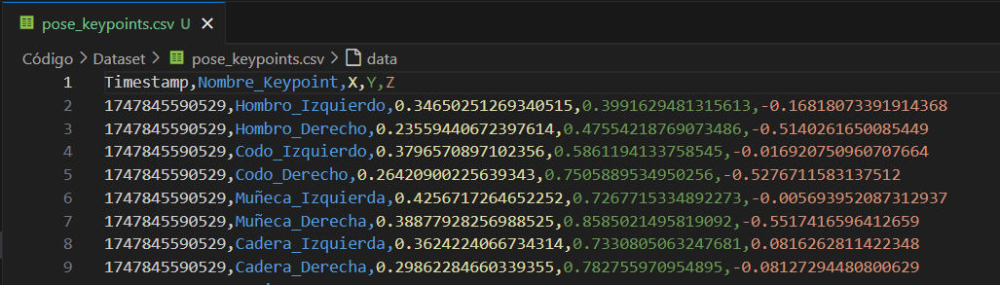 pose_keypoints.csv U
Código > Dataset > pose_keypoints.csv > data
1 Timestamp,Nombre_Keypoint,X,Y,Z
2 1747845590529,Hombro_Izquierdo,0.34650251269340515,0.3991629481315613,-0.16818073391914368
3 1747845590529,Hombro_Derecho,0.23559440672397614,0.47554218769073486,-0.5140261650085449
4 1747845590529,Codo_Izquierdo,0.3796570897102356,0.5861194133758545,-0.016920750960707664
5 1747845590529,Codo_Derecho,0.26420900225639343,0.7505889534950256,-0.5276711583137512
6 1747845590529,Muñeca_Izquierda,0.4256717264652252,0.7267715334892273,-0.005693952087312937
7 1747845590529,Muñeca_Derecha,0.38877928256988525,0.8585021495819092,-0.5517416596412659
8 1747845590529,Cadera_Izquierda,0.3624224066734314,0.7330805063247681,0.0816262811422348
9 1747845590529,Cadera_Derecha,0.29862284660339355,0.782755970954895,-0.08127294480800629